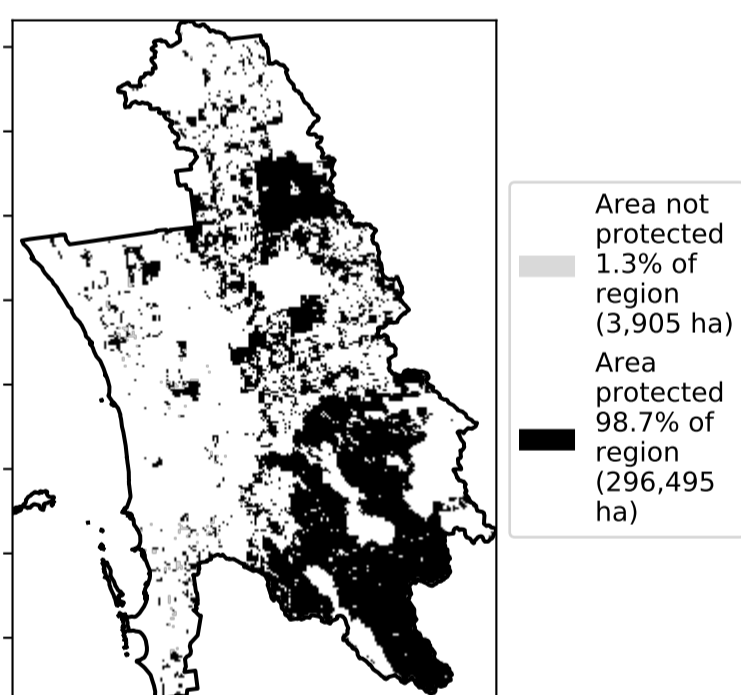 Area not
protected
1.3% of
region
(3,905 ha)
Area
protected
98.7% of
region
(296,495
ha)